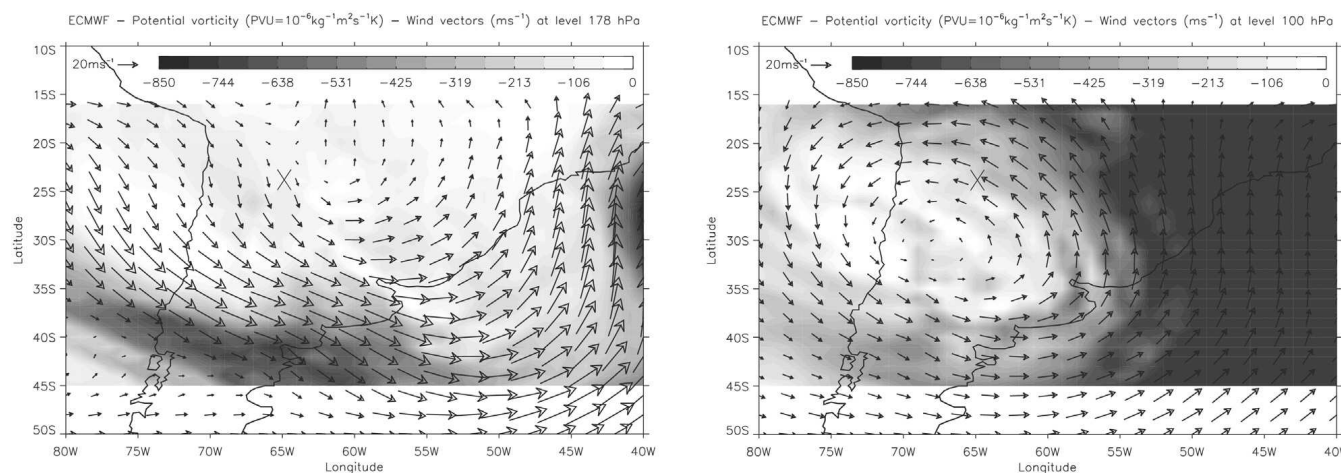 ECMWF – Potential vorticity (PVU=10⁻⁶kg⁻¹m²s⁻¹K) – Wind vectors (ms⁻¹) at level 178 hPa
10S
20ms⁻¹
−850 −744 −638 −531 −425 −319 −213 −106 0
15S
20S
25S
30S
35S
40S
45S
50S
Latitude
80W 75W 70W 65W 60W 55W 50W 45W 40W
Longitude
ECMWF – Potential vorticity (PVU=10⁻⁶kg⁻¹m²s⁻¹K) – Wind vectors (ms⁻¹) at level 100 hPa
10S
20ms⁻¹
−850 −744 −638 −531 −425 −319 −213 −106 0
15S
20S
25S
30S
35S
40S
45S
50S
Latitude
80W 75W 70W 65W 60W 55W 50W 45W 40W
Longitude